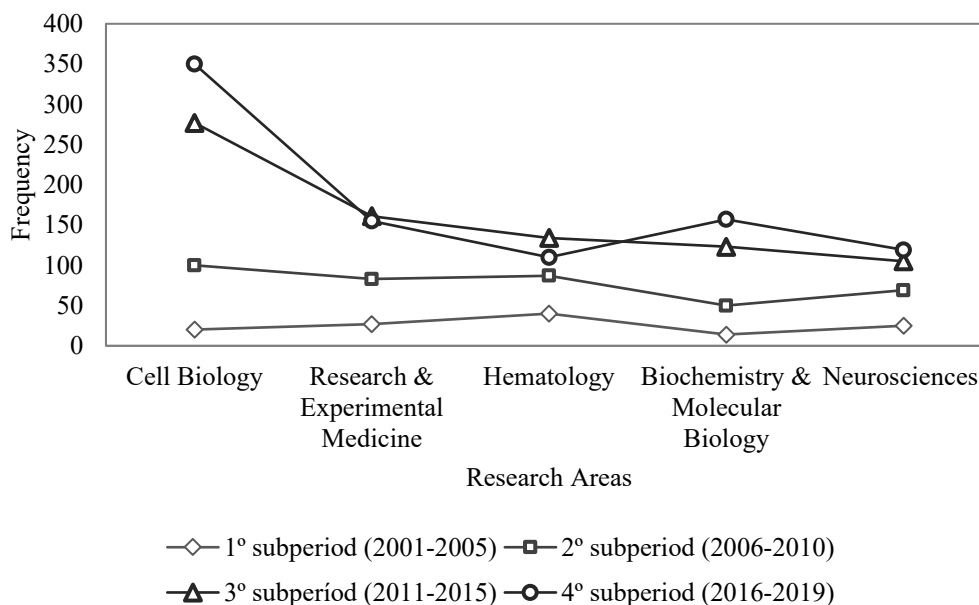 400
350
300
250
200
150
100
50
0
Frequency
Cell Biology
Research &
Experimental
Medicine
Hematology
Biochemistry &
Molecular
Biology
Neurosciences
Research Areas
1º subperiod (2001-2005)
2º subperiod (2006-2010)
3º subperíod (2011-2015)
4º subperiod (2016-2019)